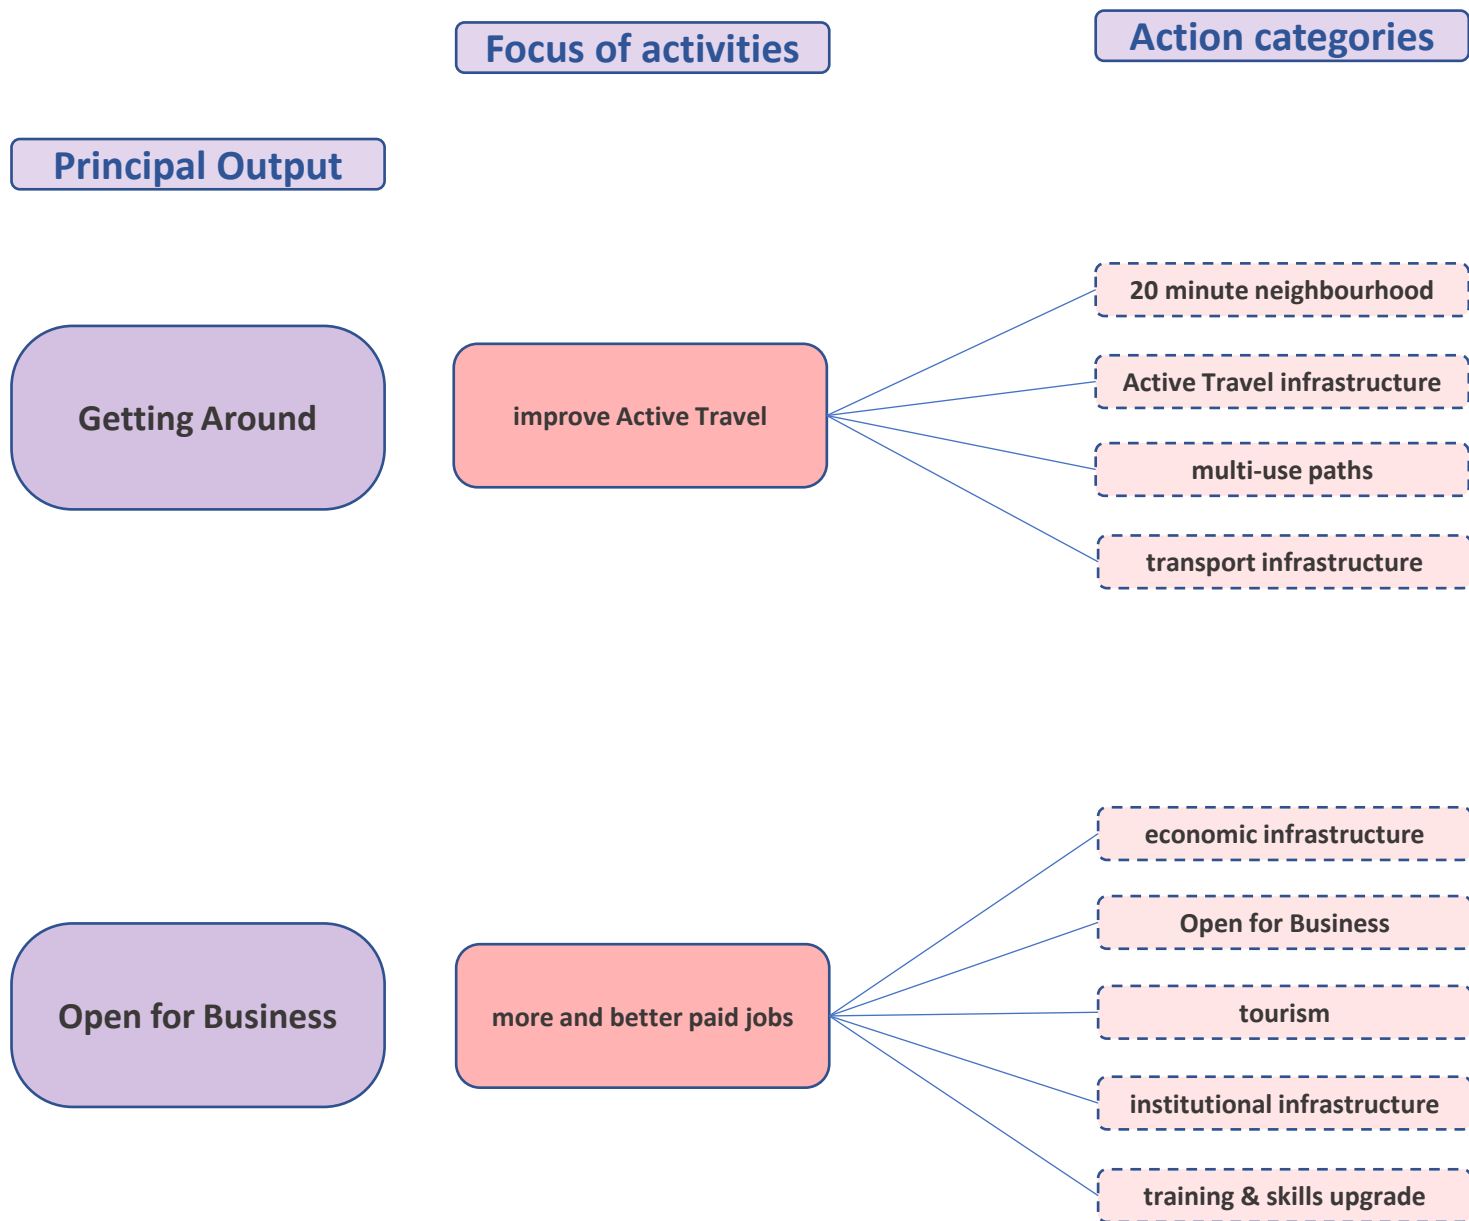 Focus of activities
Action categories
Principal Output
20 minute neighbourhood
Getting Around
improve Active Travel
Active Travel infrastructure
multi-use paths
transport infrastructure
economic infrastructure
Open for Business
Open for Business
more and better paid jobs
tourism
institutional infrastructure
training & skills upgrade